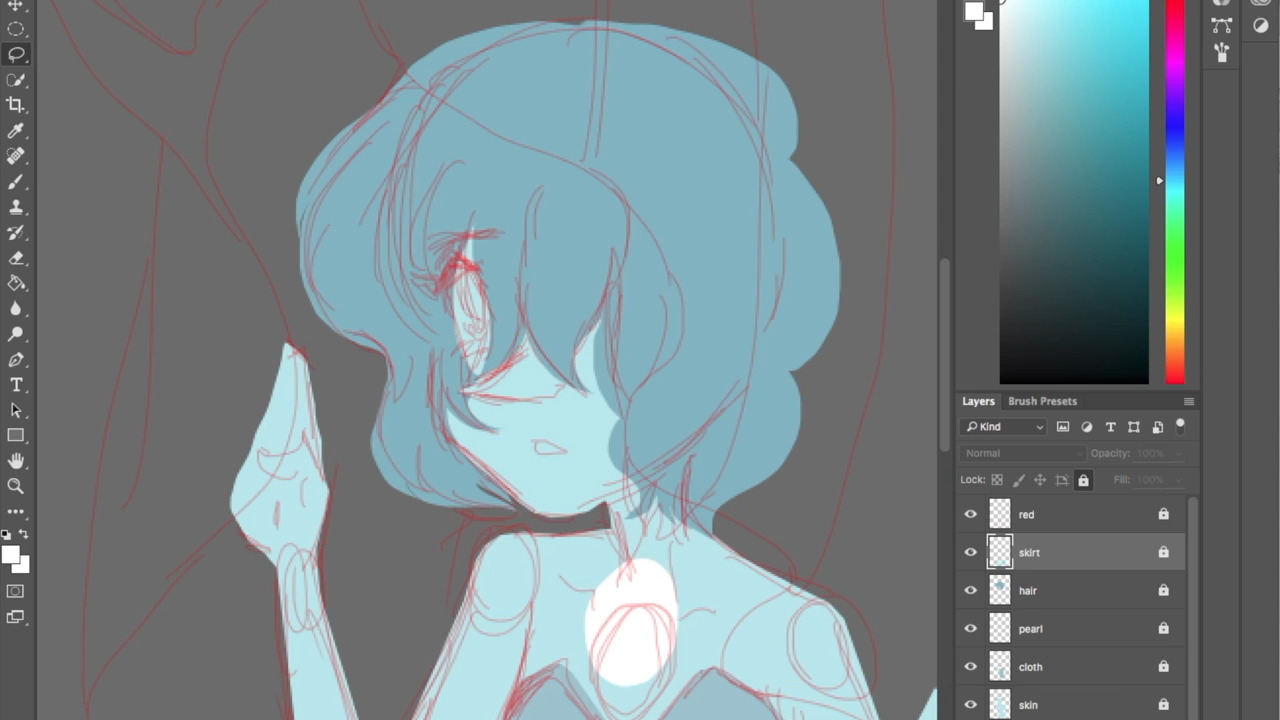 Layers Brush Presets
Kind
Normal Opacity: 100%
Lock: Fill: 100%
red
skirt
hair
pearl
cloth
skin